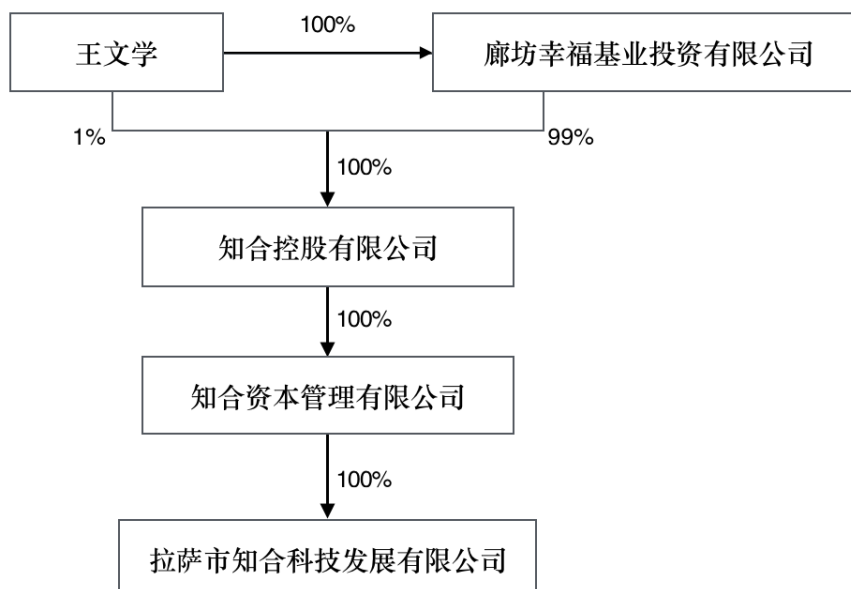 100%
王文学
廊坊幸福基业投资有限公司
1%
99%
100%
知合控股有限公司
100%
知合资本管理有限公司
100%
拉萨市知合科技发展有限公司